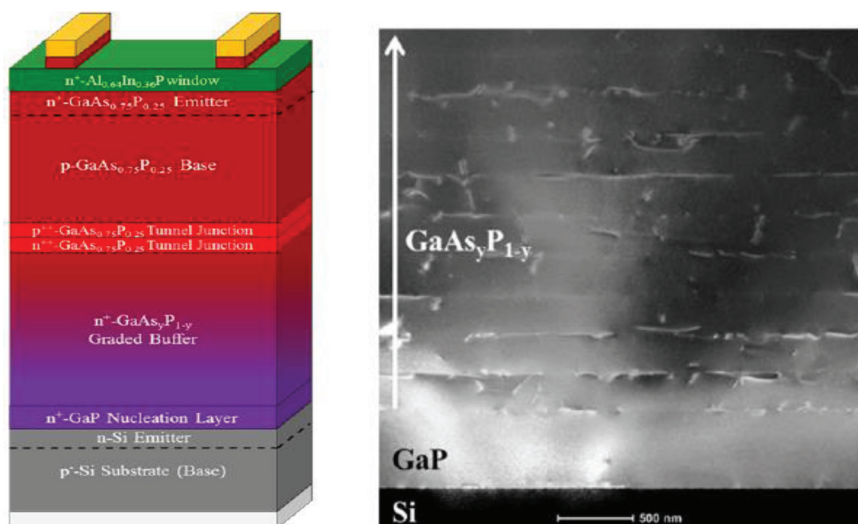 n⁺-Al₀.₆₄In₀.₃₆P window
n⁺-GaAs₀.₇₅P₀.₂₅ Emitter
p-GaAs₀.₇₅P₀.₂₅ Base
p⁺⁺-GaAs₀.₇₅P₀.₂₅ Tunnel Junction
n⁺⁺-GaAs₀.₇₅P₀.₂₅ Tunnel Junction
n⁺-GaAsᵧP₁₋ᵧ
Graded Buffer
n⁺-GaP Nucleation Layer
n-Si Emitter
p⁻-Si Substrate (Base)
GaAsᵧP₁₋ᵧ
GaP
Si
500 nm